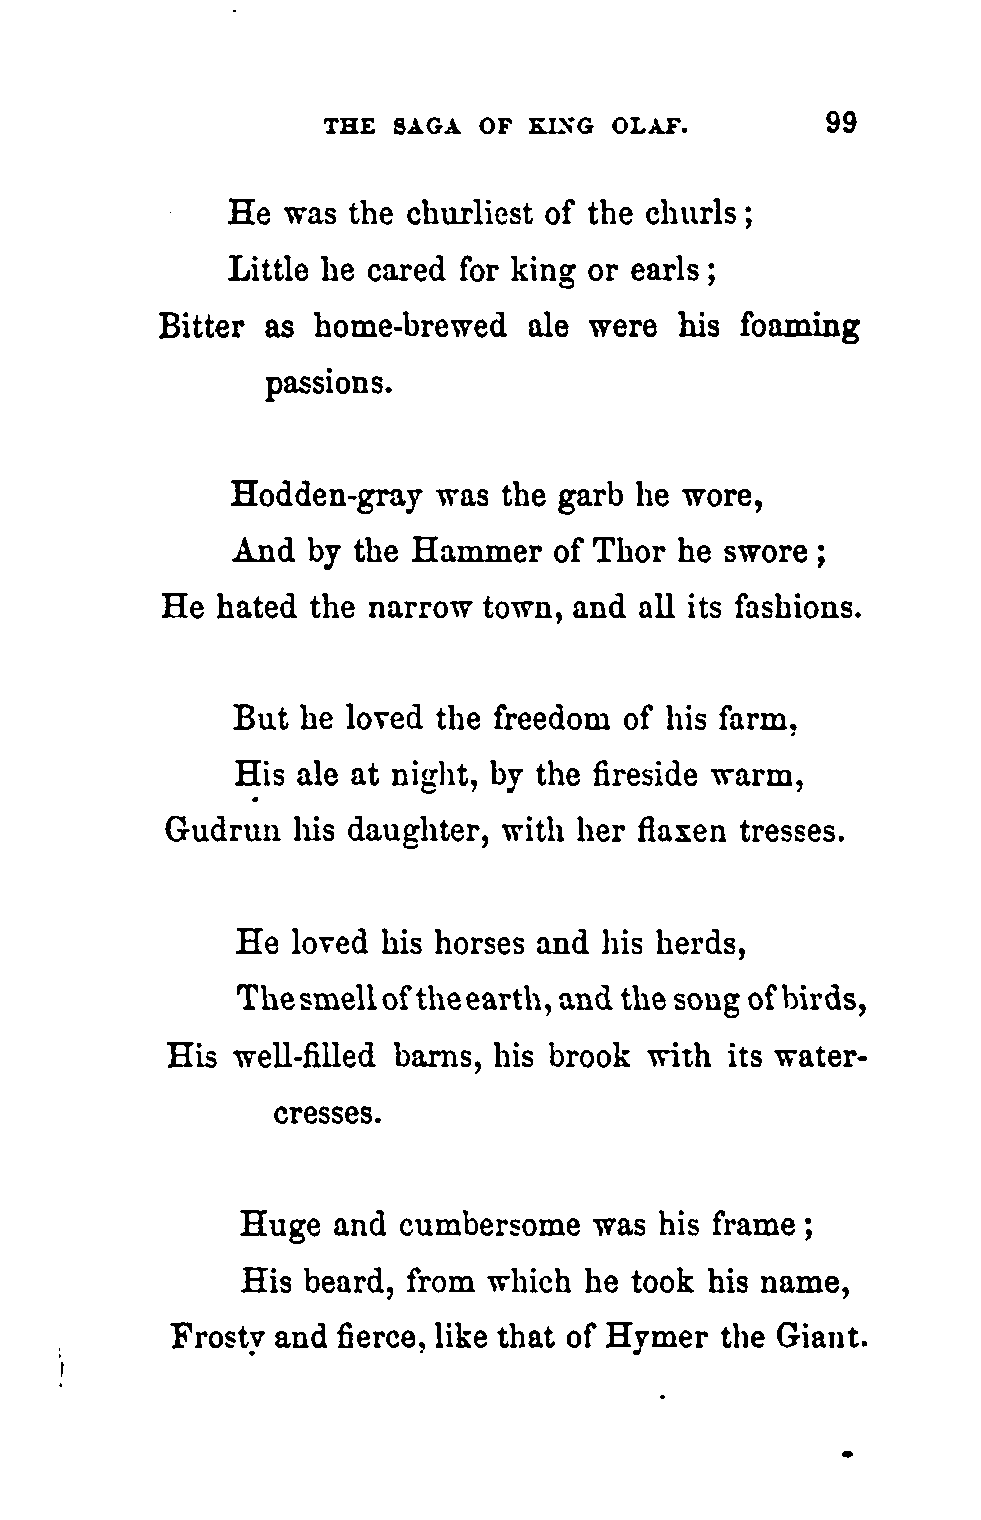 THE SAGA OF KING OLAF. 99
He was the churliest of the churls;
Little he cared for king or earls;
Bitter as home-brewed ale were his foaming
passions.
Hodden-gray was the garb he wore,
And by the Hammer of Thor he swore;
He hated the narrow town, and all its fashions.
But he loved the freedom of his farm,
His ale at night, by the fireside warm,
Gudrun his daughter, with her flaxen tresses.
He loved his horses and his herds,
The smell of the earth, and the song of birds,
His well-filled barns, his brook with its water-
cresses.
Huge and cumbersome was his frame;
His beard, from which he took his name,
Frosty and fierce, like that of Hymer the Giant.